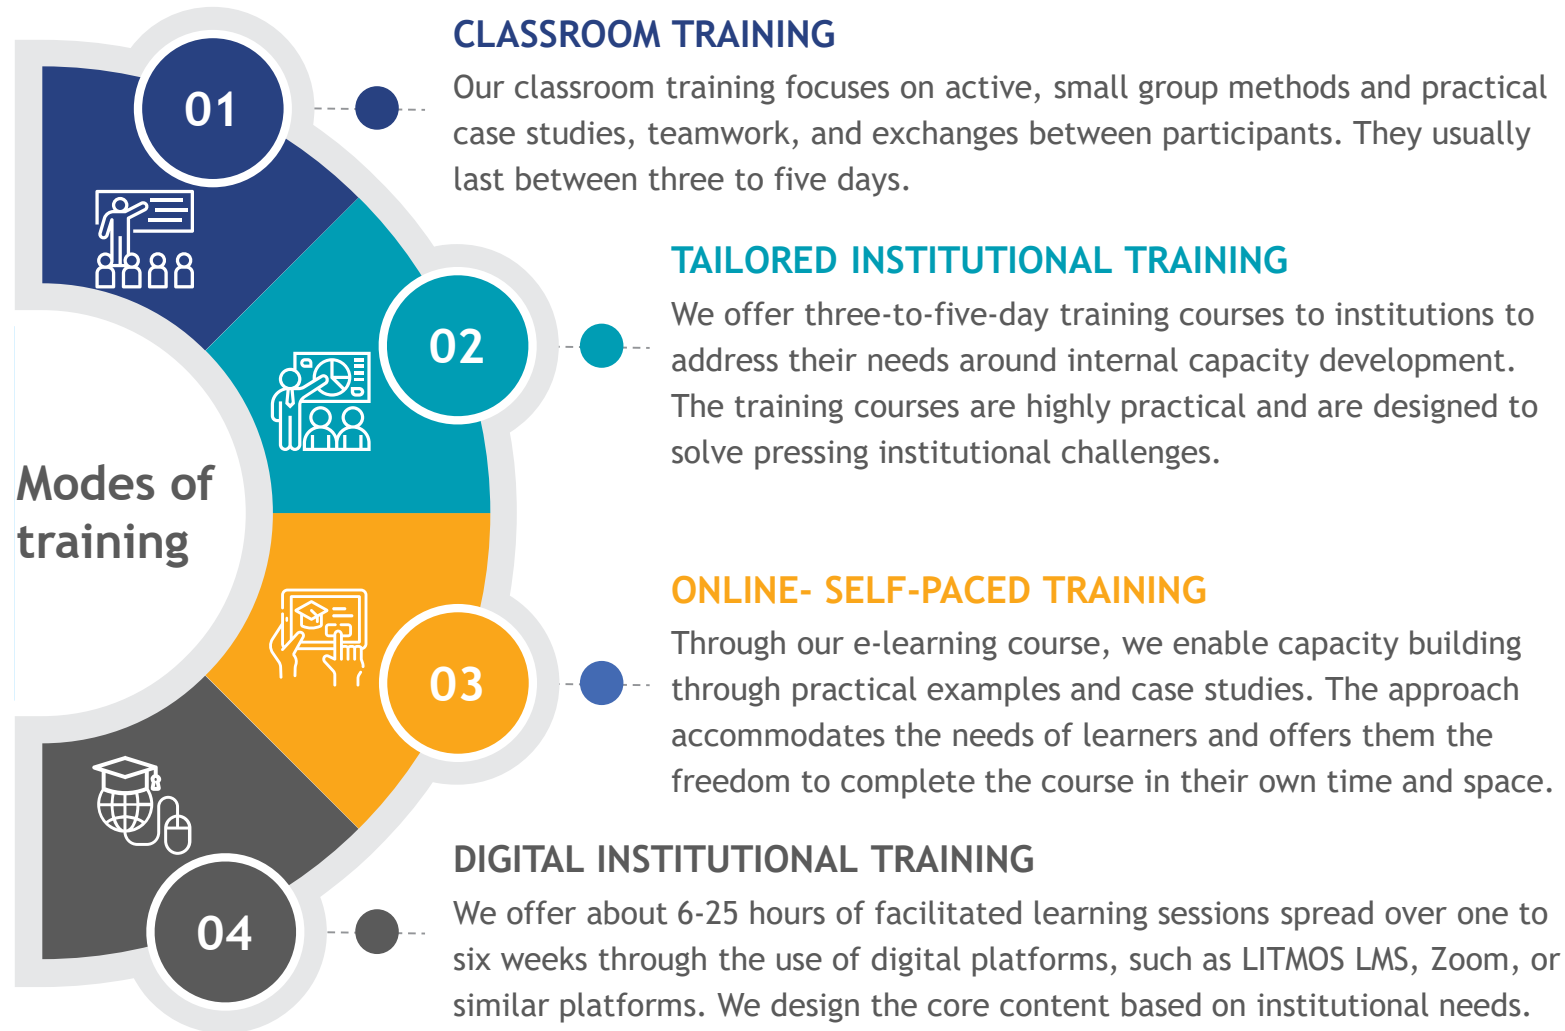 Modes of
training
01
CLASSROOM TRAINING
Our classroom training focuses on active, small group methods and practical
case studies, teamwork, and exchanges between participants. They usually
last between three to five days.
02
TAILORED INSTITUTIONAL TRAINING
We offer three-to-five-day training courses to institutions to
address their needs around internal capacity development.
The training courses are highly practical and are designed to
solve pressing institutional challenges.
03
ONLINE- SELF-PACED TRAINING
Through our e-learning course, we enable capacity building
through practical examples and case studies. The approach
accommodates the needs of learners and offers them the
freedom to complete the course in their own time and space.
04
DIGITAL INSTITUTIONAL TRAINING
We offer about 6-25 hours of facilitated learning sessions spread over one to
six weeks through the use of digital platforms, such as LITMOS LMS, Zoom, or
similar platforms. We design the core content based on institutional needs.